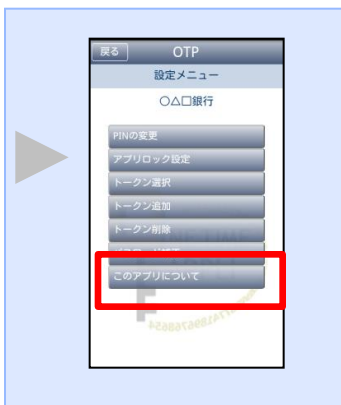 戻る OTP
設定メニュー
○△□銀行
PINの変更
アプリロック設定
トークン選択
トークン追加
トークン削除
このアプリについて